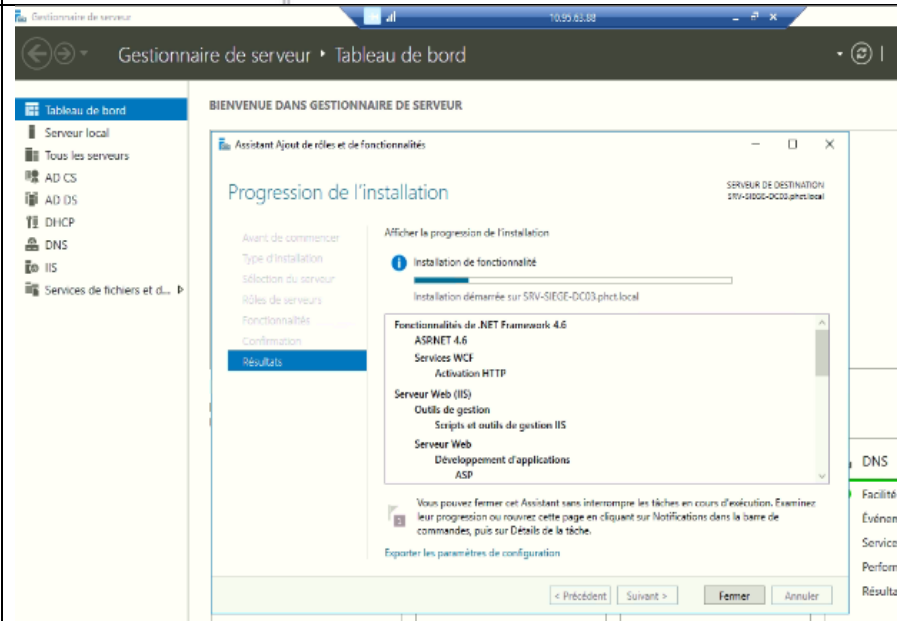 Gestionnaire de serveur
10.95.63.88
Gestionnaire de serveur • Tableau de bord
Tableau de bord
Serveur local
Tous les serveurs
AD CS
AD DS
DHCP
DNS
IIS
Services de fichiers et d...
BIENVENUE DANS GESTIONNAIRE DE SERVEUR
Assistant Ajout de rôles et de fonctionnalités
Progression de l'installation
SERVEUR DE DESTINATION
SRV-SIEGE-DC03.phct.local
Avant de commencer
Type d'installation
Sélection du serveur
Rôles de serveurs
Fonctionnalités
Confirmation
Résultats
Afficher la progression de l'installation
Installation de fonctionnalité
Installation démarrée sur SRV-SIEGE-DC03.phct.local
Fonctionnalités de .NET Framework 4.6
ASP.NET 4.6
Services WCF
Activation HTTP
Serveur Web (IIS)
Outils de gestion
Scripts et outils de gestion IIS
Serveur Web
Développement d'applications
ASP
Vous pouvez fermer cet Assistant sans interrompre les tâches en cours d'exécution. Examinez
leur progression ou rouvrez cette page en cliquant sur Notifications dans la barre de
commandes, puis sur Détails de la tâche.
Exporter les paramètres de configuration
< Précédent
Suivant >
Fermer
Annuler
DNS
Facilité
Événem
Service
Perform
Résulta